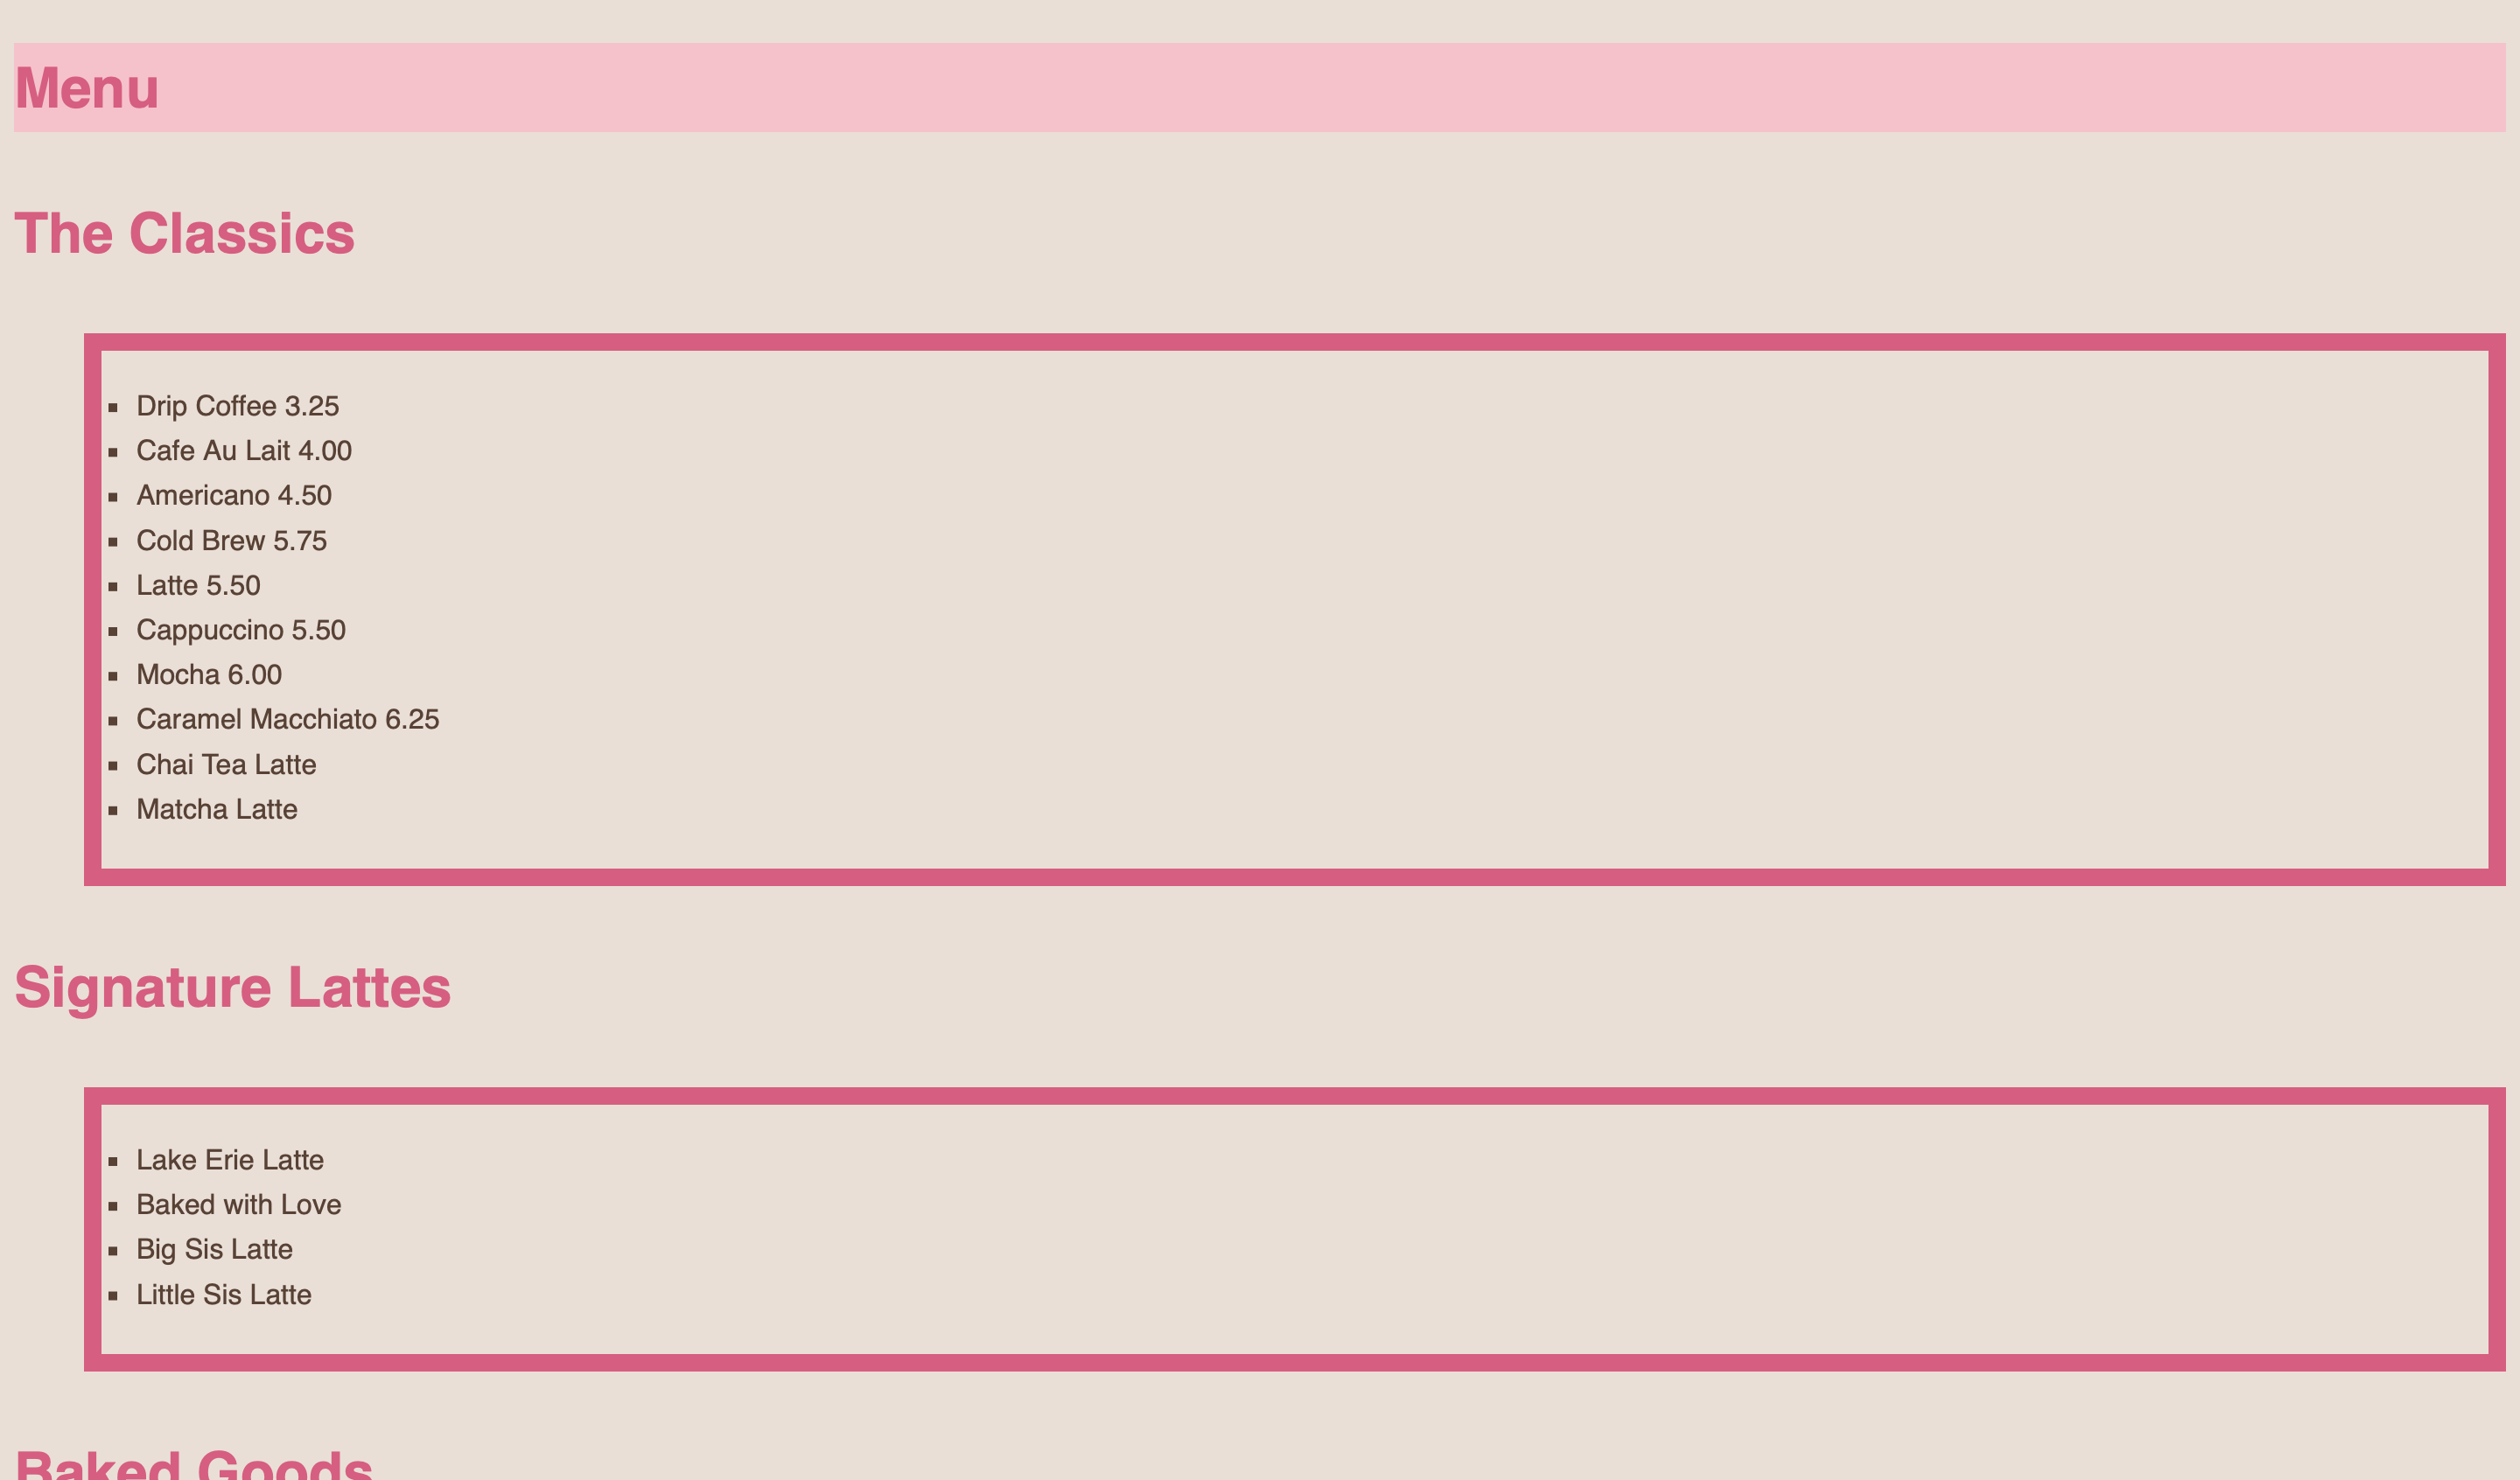 Menu
The Classics
Drip Coffee 3.25
Cafe Au Lait 4.00
Americano 4.50
Cold Brew 5.75
Latte 5.50
Cappuccino 5.50
Mocha 6.00
Caramel Macchiato 6.25
Chai Tea Latte
Matcha Latte
Signature Lattes
Lake Erie Latte
Baked with Love
Big Sis Latte
Little Sis Latte
Baked Goods